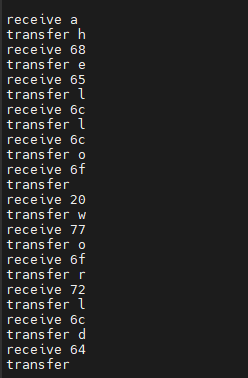 receive a
transfer h
receive 68
transfer e
receive 65
transfer l
receive 6c
transfer l
receive 6c
transfer o
receive 6f
transfer
receive 20
transfer w
receive 77
transfer o
receive 6f
transfer r
receive 72
transfer l
receive 6c
transfer d
receive 64
transfer